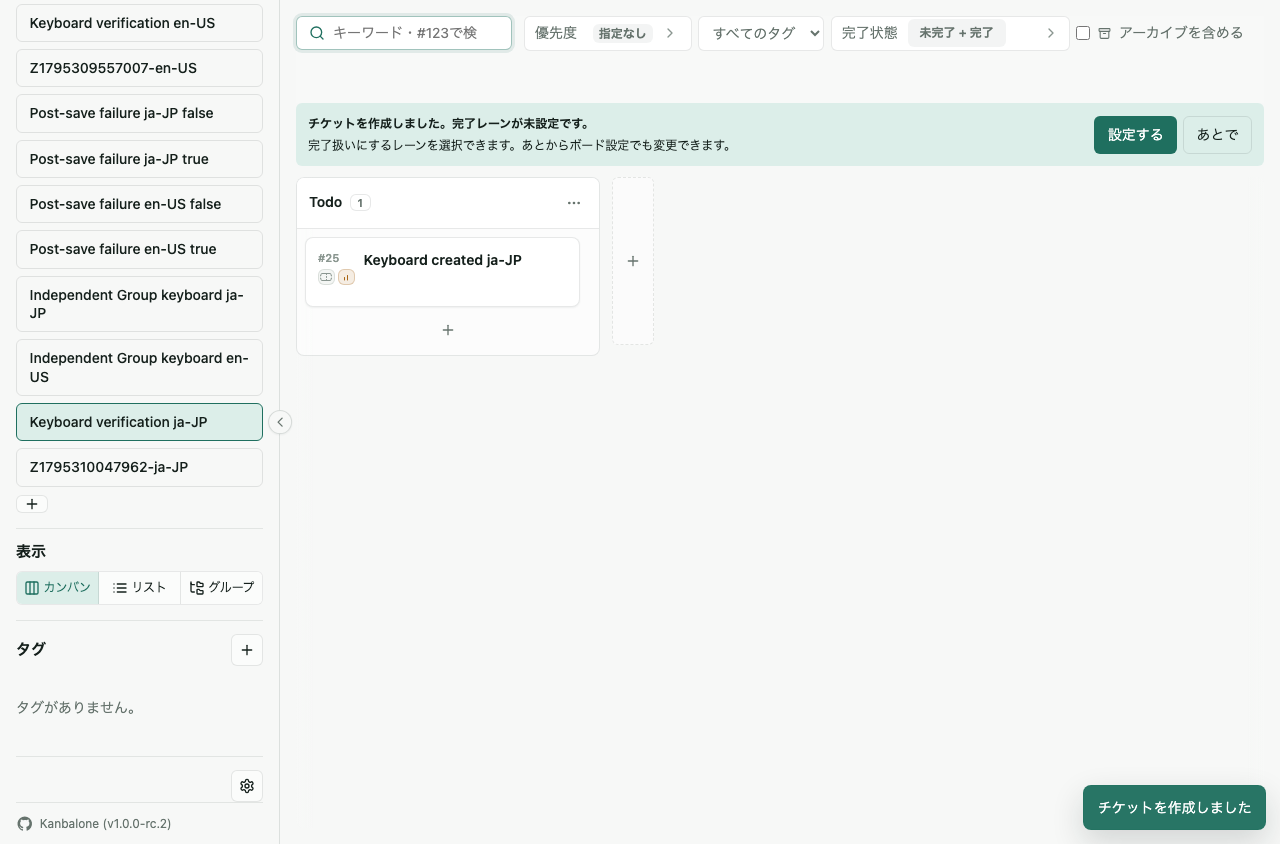 Keyboard verification en-US
Z1795309557007-en-US
Post-save failure ja-JP false
Post-save failure ja-JP true
Post-save failure en-US false
Post-save failure en-US true
Independent Group keyboard ja-
JP
Independent Group keyboard en-
US
Keyboard verification ja-JP
Z1795310047962-ja-JP
表示
カンバン
リスト
グループ
タグ
タグがありません。
Kanbalone (v1.0.0-rc.2)
キーワード・#123で検
優先度 指定なし
すべてのタグ
完了状態 未完了 + 完了
アーカイブを含める
チケットを作成しました。完了レーンが未設定です。
完了扱いにするレーンを選択できます。あとからボード設定でも変更できます。
設定する
あとで
Todo 1
#25
Keyboard created ja-JP
チケットを作成しました